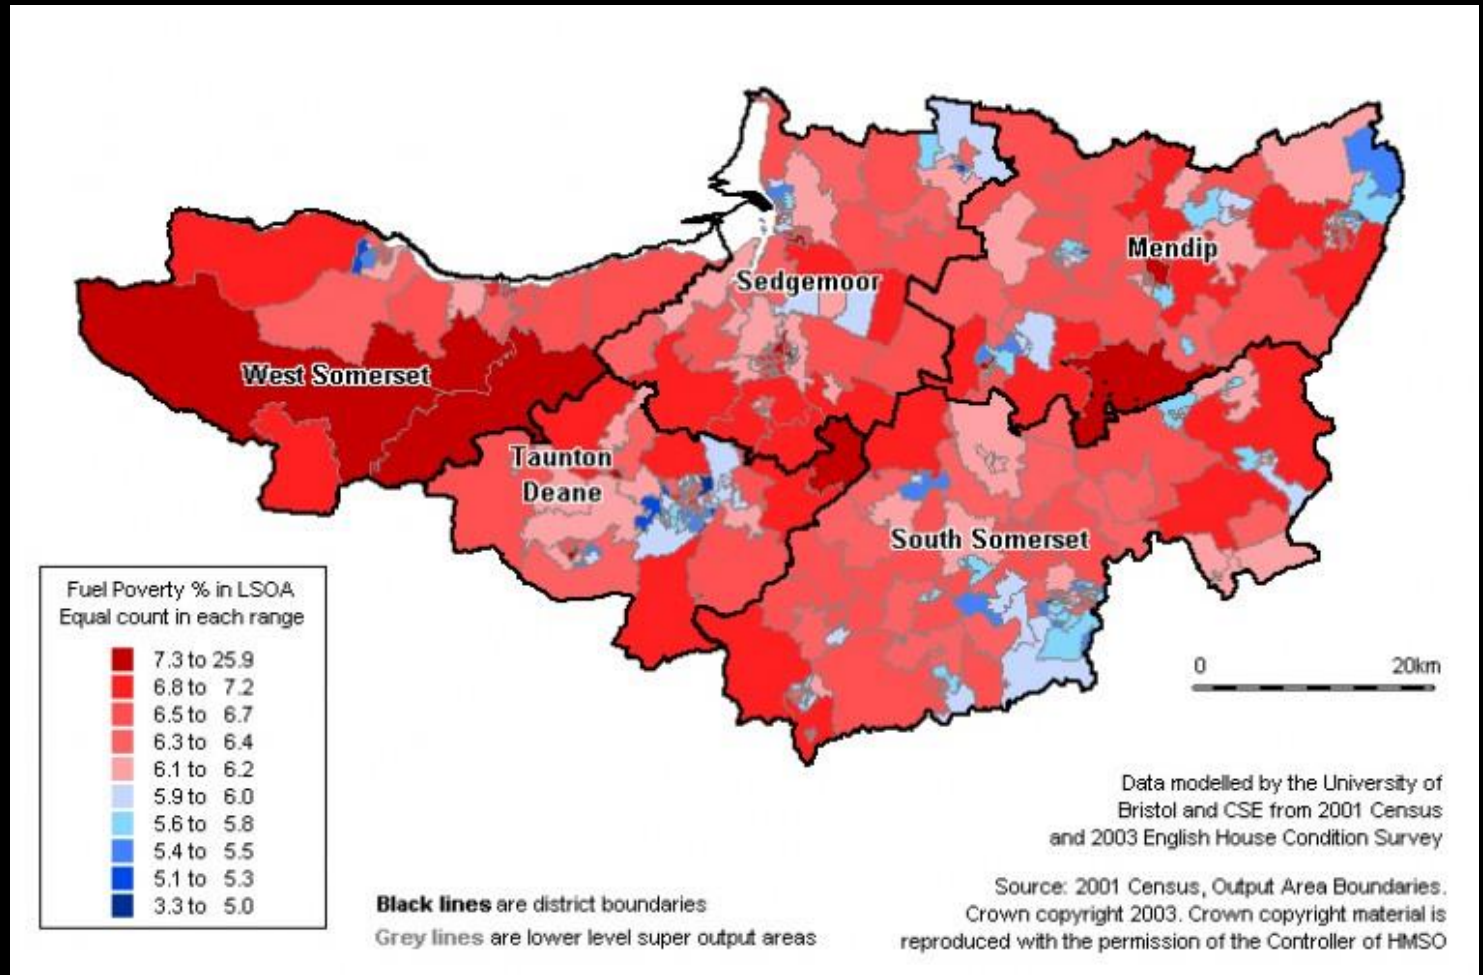 Sedgemoor
Mendip
West Somerset
Taunton
Deane
South Somerset
Fuel Poverty % in LSOA
Equal count in each range
7.3 to 25.9
6.8 to 7.2
6.5 to 6.7
6.3 to 6.4
6.1 to 6.2
5.9 to 6.0
5.6 to 5.8
5.4 to 5.5
5.1 to 5.3
3.3 to 5.0
0 20km
Data modelled by the University of
Bristol and CSE from 2001 Census
and 2003 English House Condition Survey
Black lines are district boundaries
Grey lines are lower level super output areas
Source: 2001 Census, Output Area Boundaries.
Crown copyright 2003. Crown copyright material is
reproduced with the permission of the Controller of HMSO